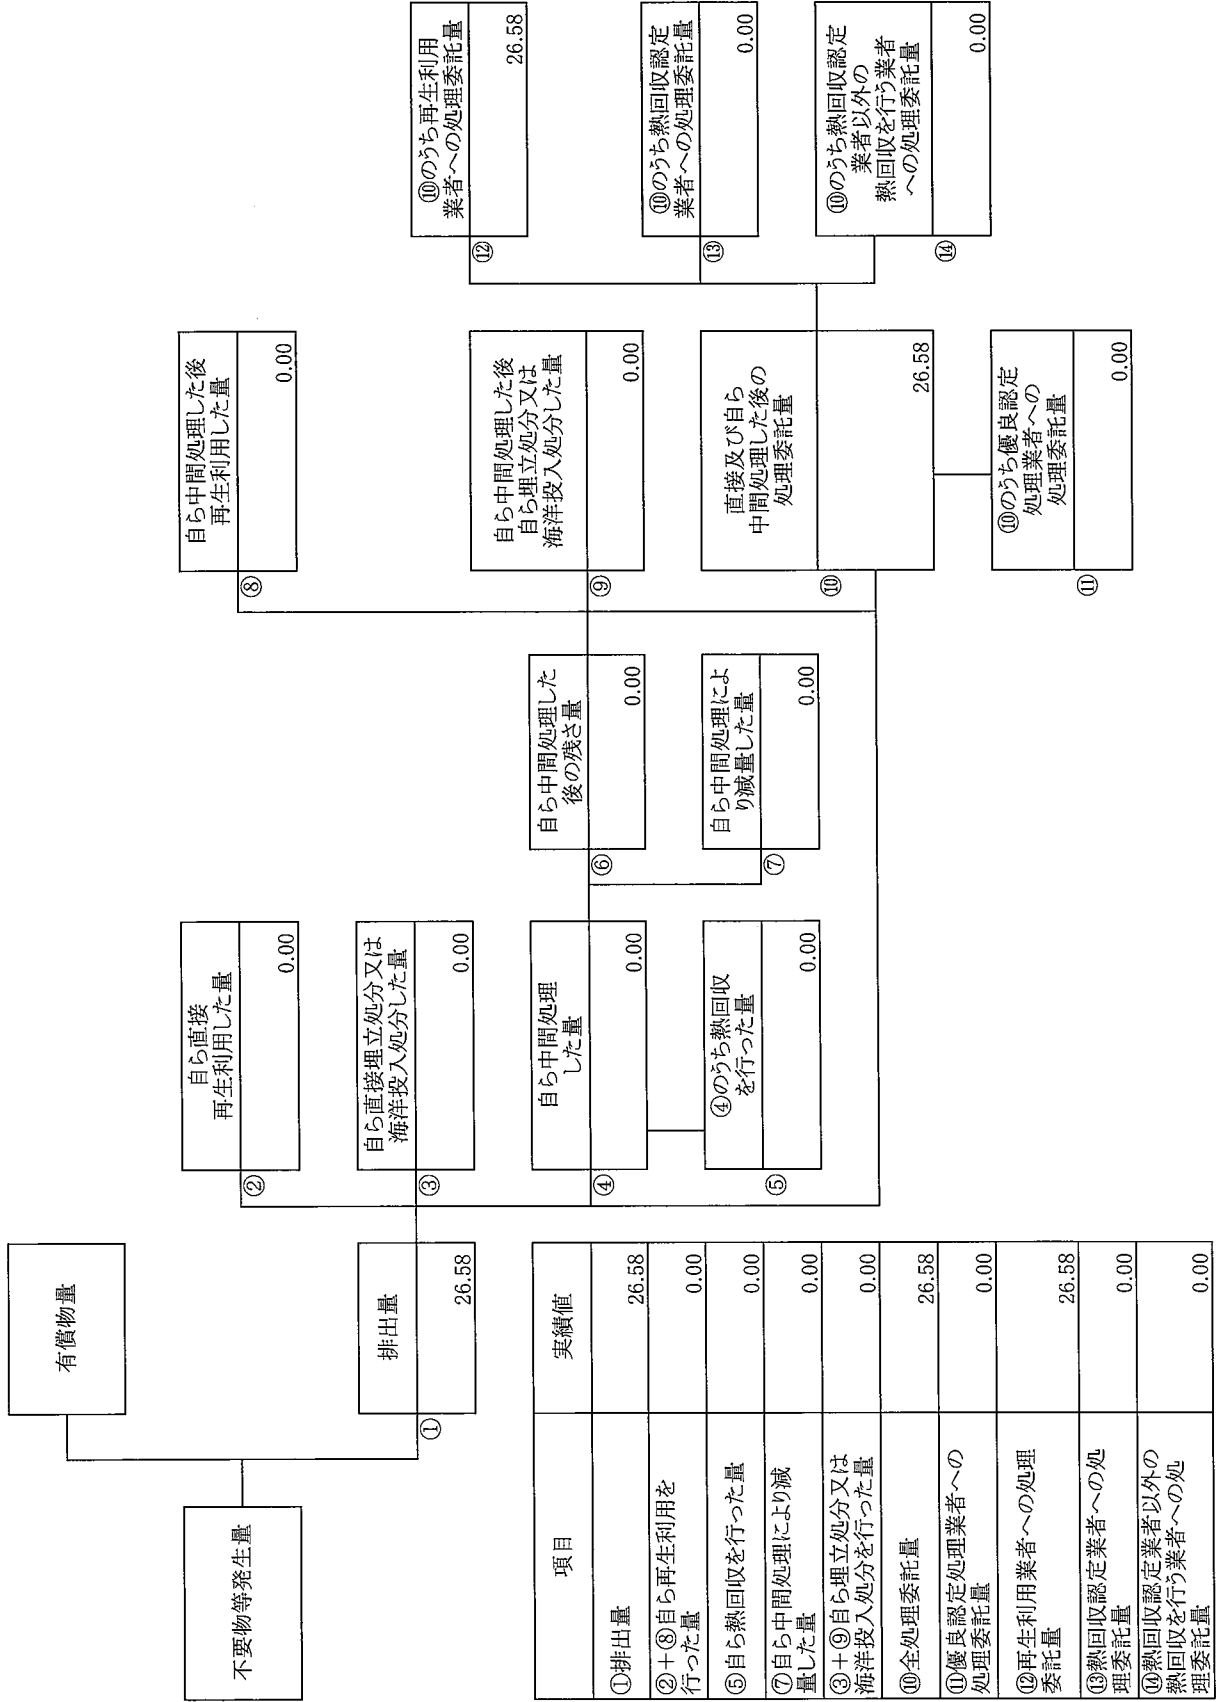 有償物量
不要物等発生量
排出量
①
26.58
自ら直接
再生利用した量
②
0.00
自ら直接埋立処分又は
海洋投入処分した量
③
0.00
自ら中間処理
した量
④
0.00
④のうち熱回収
を行った量
⑤
0.00
自ら中間処理した
後の残さ量
⑥
0.00
自ら中間処理によ
り減量した量
⑦
0.00
自ら中間処理した後
再生利用した量
⑧
0.00
自ら中間処理した後
自ら埋立処分又は
海洋投入処分した量
⑨
0.00
直接及び自ら
中間処理した後の
処理委託量
⑩
26.58
⑩のうち優良認定
処理業者への
処理委託量
⑪
0.00
⑩のうち再生利用
業者への処理委託量
⑫
26.58
⑩のうち熱回収認定
業者への処理委託量
⑬
0.00
⑩のうち熱回収認定
業者以外の
熱回収を行う業者
への処理委託量
⑭
0.00
項目 実績値
①排出量 26.58
②+⑧自ら再生利用を
行った量 0.00
⑤自ら熱回収を行った量 0.00
⑦自ら中間処理により減
量した量 0.00
③+⑨自ら埋立処分又は
海洋投入処分を行った量 0.00
⑩全処理委託量 26.58
⑪優良認定処理業者への
処理委託量 0.00
⑫再生利用業者への処理
委託量 26.58
⑬熱回収認定業者への処
理委託量 0.00
⑭熱回収認定業者以外の
熱回収を行う業者への処
理委託量 0.00